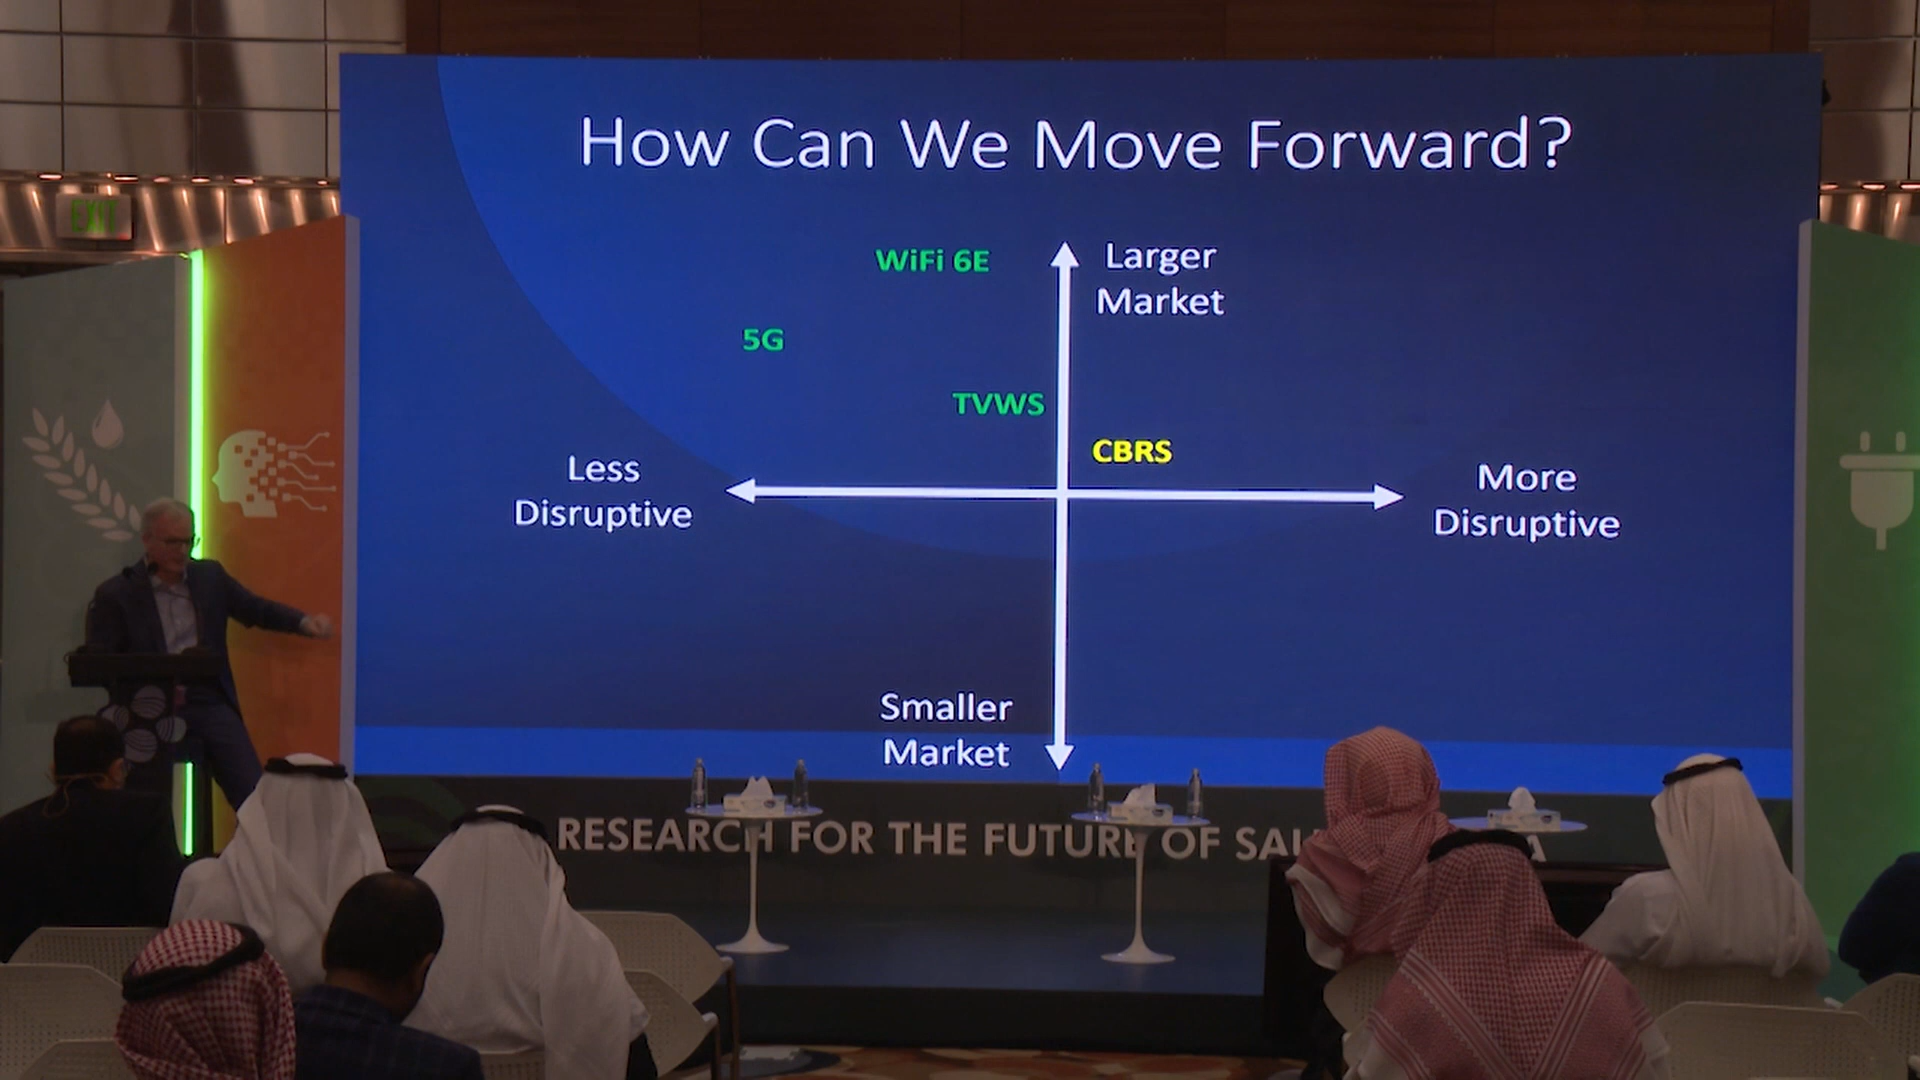 How Can We Move Forward?
WiFi 6E
Larger
Market
5G
TVWS
CBRS
Less
Disruptive
More
Disruptive
Smaller
Market
EXIT
RESEARCH FOR THE FUTURE OF